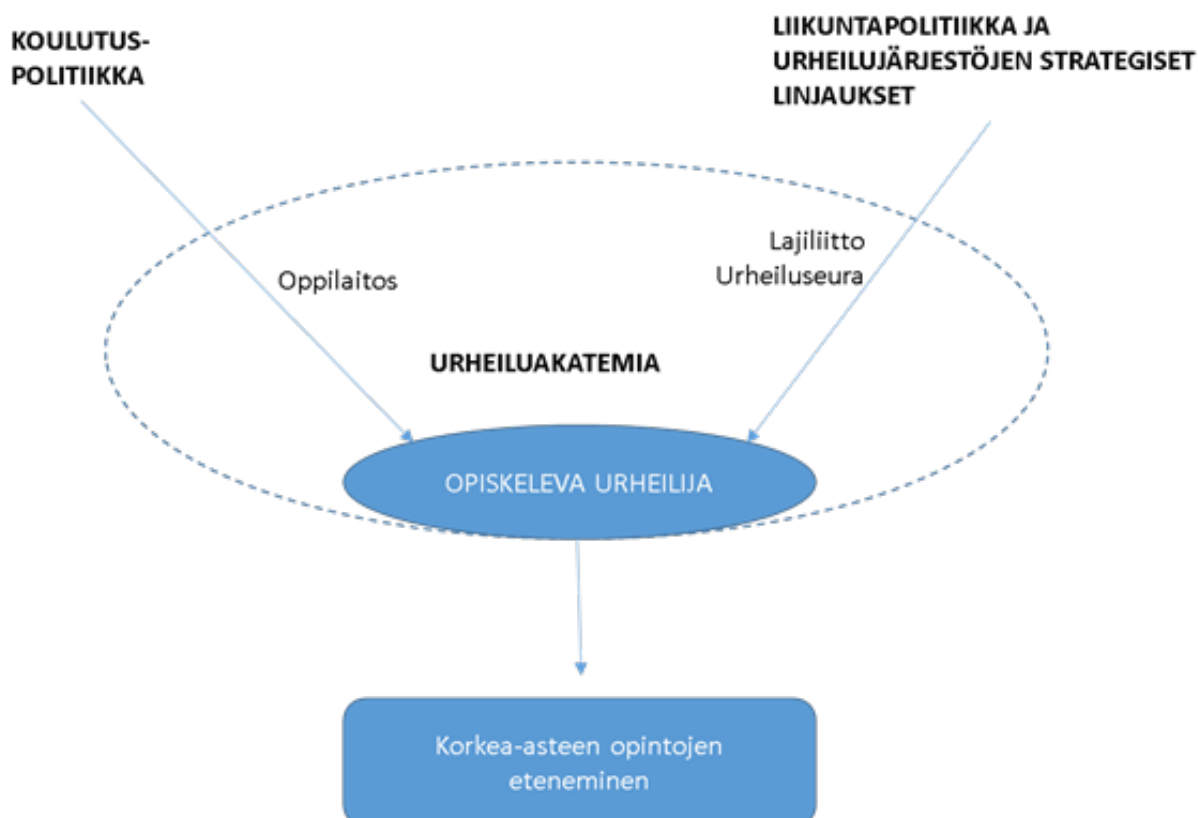 KOULUTUS-
POLITIIKKA
LIIKUNTAPOLITIIKKA JA
URHEILUJÄRJESTÖJEN STRATEGISET
LINJAUKSET
Oppilaitos
Lajiliitto
Urheiluseura
URHEILUAKATEMIA
OPISKELEVA URHEILIJA
Korkea-asteen opintojen
eteneminen